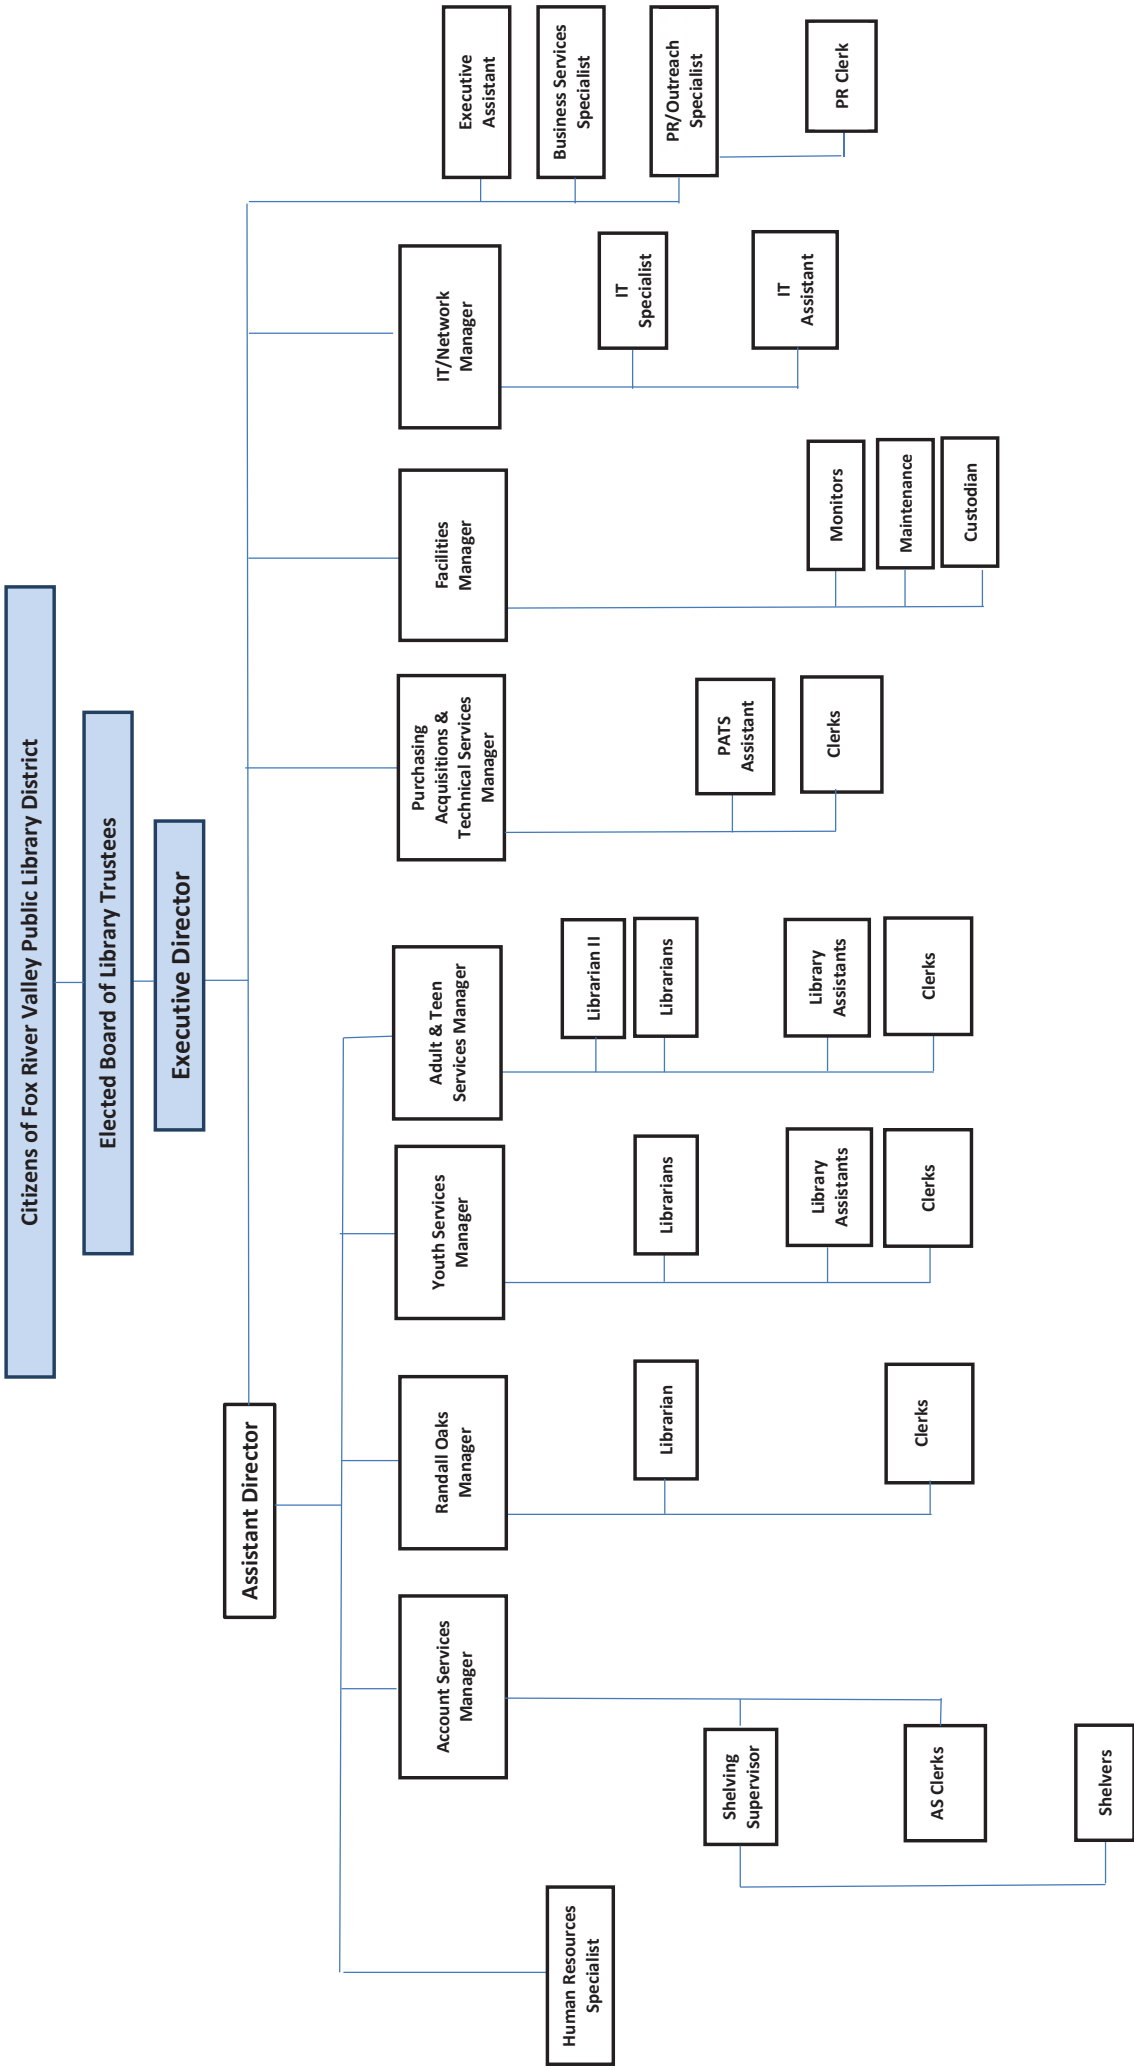 Citizens of Fox River Valley Public Library District
Elected Board of Library Trustees
Executive Director
Assistant Director
Human Resources
Specialist
Account Services
Manager
Shelving
Supervisor
AS Clerks
Shelvers
Randall Oaks
Manager
Librarian
Clerks
Youth Services
Manager
Librarians
Library
Assistants
Clerks
Adult & Teen
Services Manager
Librarian II
Librarians
Library
Assistants
Clerks
Purchasing
Acquisitions &
Technical Services
Manager
PATS
Assistant
Clerks
Facilities
Manager
Monitors
Maintenance
Custodian
IT/Network
Manager
IT
Specialist
IT
Assistant
Executive
Assistant
Business Services
Specialist
PR/Outreach
Specialist
PR Clerk